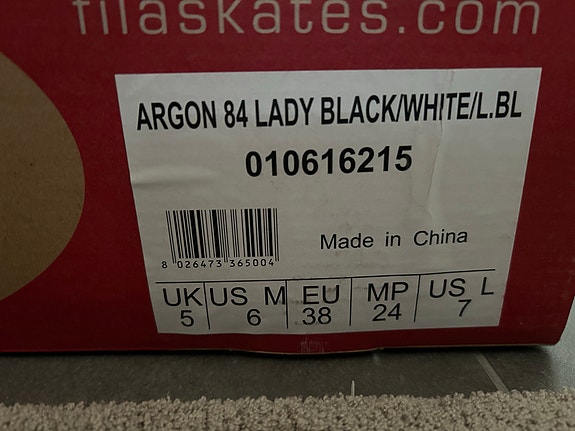 filaskates.com
ARGON 84 LADY BLACK/WHITE/L.BL
010616215
8 026473 365004
Made in China
UK US M EU MP US L
5 6 38 24 7